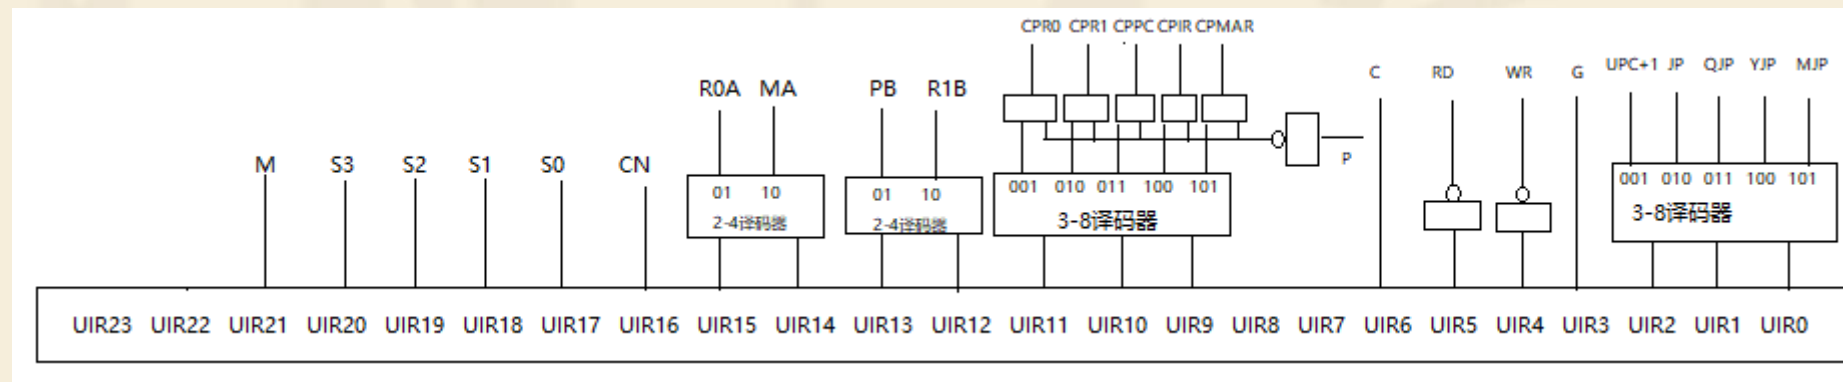 CPR0 CPR1 CPPC CPIR CPMAR
C RD WR G UPC+1 JP QJP YJP MJP
R0A MA PB R1B
P
M S3 S2 S1 S0 CN
01 10 01 10 001 010 011 100 101 001 010 011 100 101
2-4译码器 2-4译码器 3-8译码器 3-8译码器
UIR23 UIR22 UIR21 UIR20 UIR19 UIR18 UIR17 UIR16 UIR15 UIR14 UIR13 UIR12 UIR11 UIR10 UIR9 UIR8 UIR7 UIR6 UIR5 UIR4 UIR3 UIR2 UIR1 UIR0